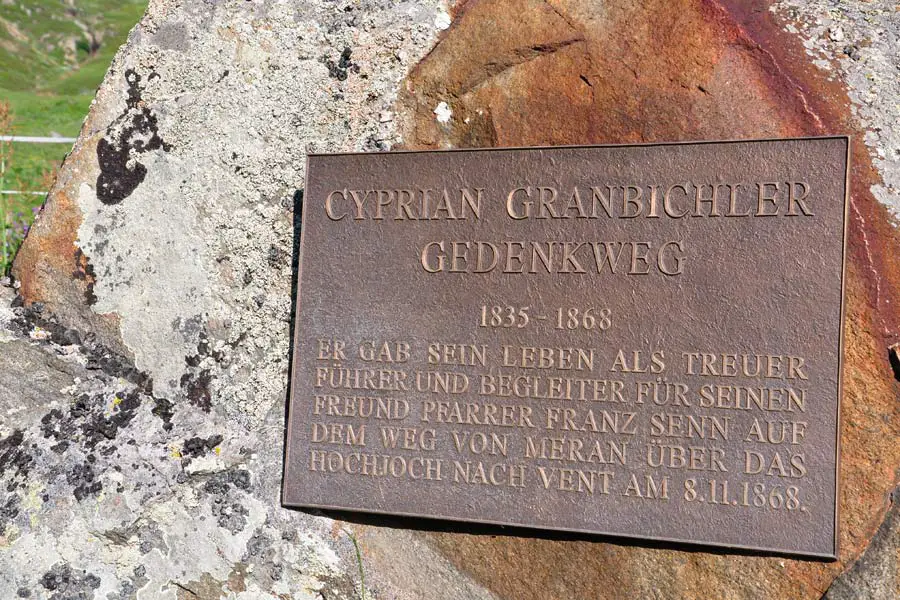 CYPRIAN GRANBICHLER
GEDENKWEG
1835 - 1868
ER GAB SEIN LEBEN ALS TREUER
FÜHRER UND BEGLEITER FÜR SEINEN
FREUND PFARRER FRANZ SENN AUF
DEM WEG VON MERAN ÜBER DAS
HOCHJOCH NACH VENT AM 8.11.1868.